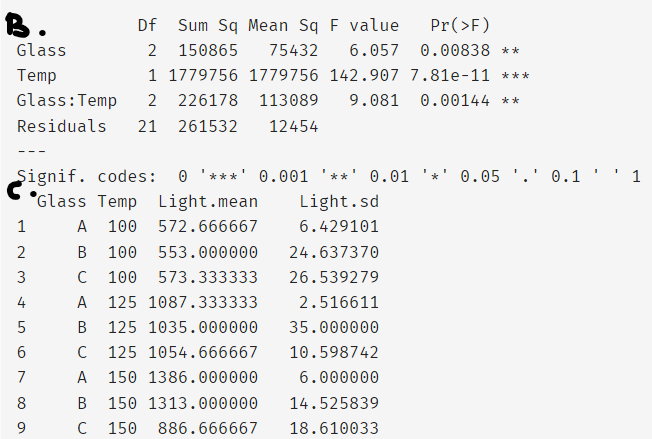 B.
Df Sum Sq Mean Sq F value Pr(>F)
Glass 2 150865 75432 6.057 0.00838 **
Temp 1 1779756 1779756 142.907 7.81e-11 ***
Glass:Temp 2 226178 113089 9.081 0.00144 **
Residuals 21 261532 12454
---
Signif. codes: 0 '***' 0.001 '**' 0.01 '*' 0.05 '.' 0.1 ' ' 1
C.
Glass Temp Light.mean Light.sd
1 A 100 572.666667 6.429101
2 B 100 553.000000 24.637370
3 C 100 573.333333 26.539279
4 A 125 1087.333333 2.516611
5 B 125 1035.000000 35.000000
6 C 125 1054.666667 10.598742
7 A 150 1386.000000 6.000000
8 B 150 1313.000000 14.525839
9 C 150 886.666667 18.610033